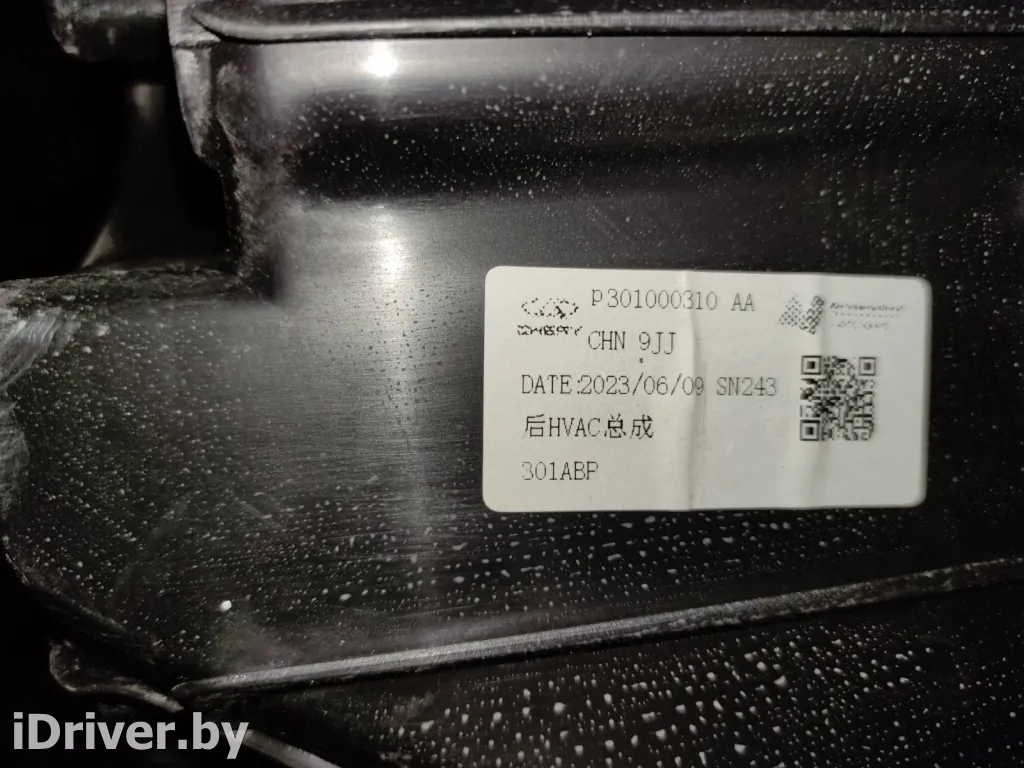 P301000310 AA
CHERY
CHN 9JJ
DATE:2023/06/09 SN243
后HVAC总成
301ABP
iDriver.by